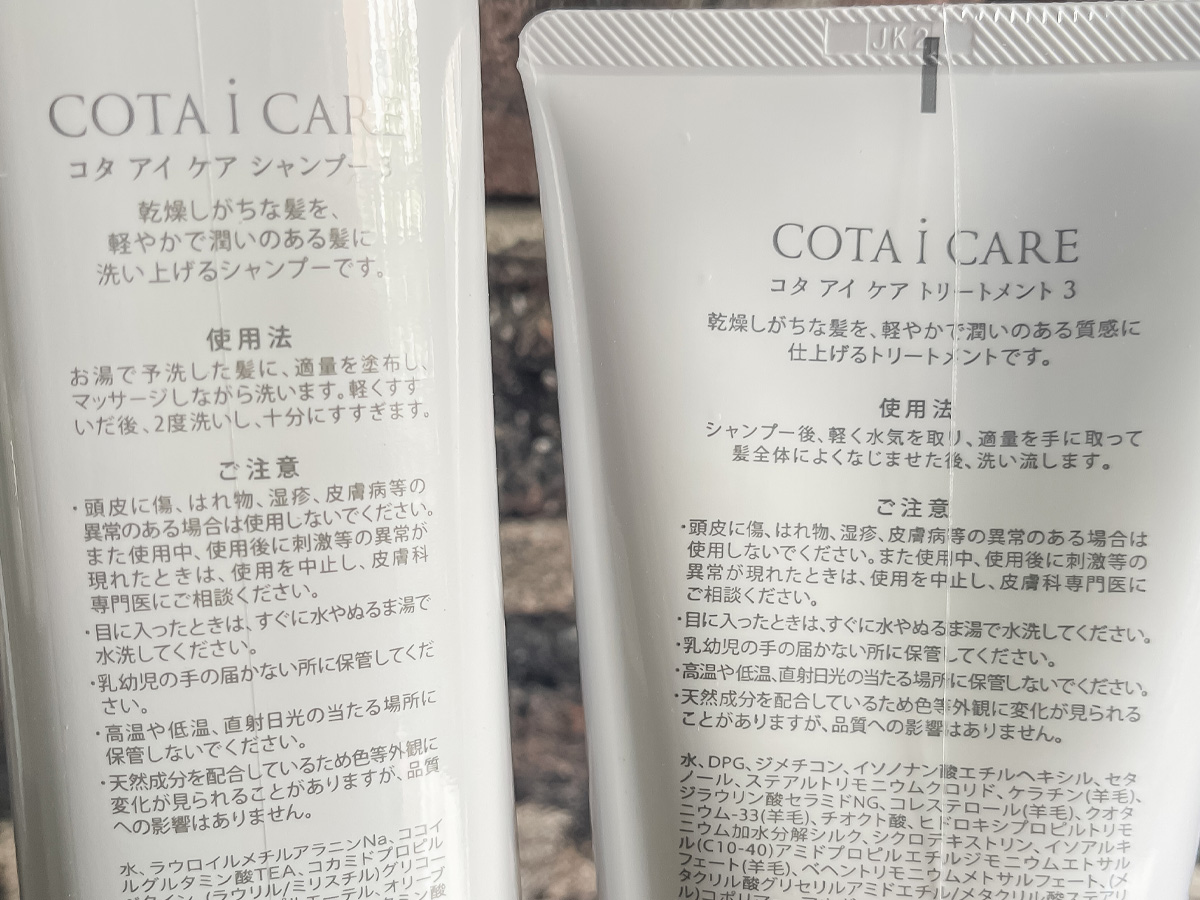 COTA i CARE
コタ アイ ケア シャンプー 3
乾燥しがちな髪を、
軽やかで潤いのある髪に
洗い上げるシャンプーです。
使用法
お湯で予洗した髪に、適量を塗布し、
マッサージしながら洗います。軽くすす
いだ後、2度洗いし、十分にすすぎます。
ご注意
・頭皮に傷、はれ物、湿疹、皮膚病等の
異常のある場合は使用しないでください。
また使用中、使用後に刺激等の異常が
現れたときは、使用を中止し、皮膚科
専門医にご相談ください。
・目に入ったときは、すぐに水やぬるま湯で
水洗してください。
・乳幼児の手の届かない所に保管してくだ
さい。
・高温や低温、直射日光の当たる場所に
保管しないでください。
・天然成分を配合しているため色等外観に
変化が見られることがありますが、品質
への影響はありません。
水、ラウロイルメチルアラニンNa、ココイ
ルグルタミン酸TEA、コカミドプロピル
ベタイン、(ラウリル/ミリスチル)グリコー
JK2
COTA i CARE
コタ アイ ケア トリートメント 3
乾燥しがちな髪を、軽やかで潤いのある質感に
仕上げるトリートメントです。
使用法
シャンプー後、軽く水気を取り、適量を手に取って
髪全体によくなじませた後、洗い流します。
ご注意
・頭皮に傷、はれ物、湿疹、皮膚病等の異常のある場合は
使用しないでください。また使用中、使用後に刺激等の
異常が現れたときは、使用を中止し、皮膚科専門医に
ご相談ください。
・目に入ったときは、すぐに水やぬるま湯で水洗してください。
・乳幼児の手の届かない所に保管してください。
・高温や低温、直射日光の当たる場所に保管しないでください。
・天然成分を配合しているため色等外観に変化が見られる
ことがありますが、品質への影響はありません。
水、DPG、ジメチコン、イソノナン酸エチルヘキシル、セタ
ノール、ステアルトリモニウムクロリド、ケラチン(羊毛)、
ジラウリン酸セラミドNG、コレステロール(羊毛)、クオタ
ニウム-33(羊毛)、チオクト酸、ヒドロキシプロピルトリモ
ニウム加水分解シルク、シクロデキストリン、イソアルキ
ル(C10-40)アミドプロピルエチルジモニウムエトサル
フェート(羊毛)、ベヘントリモニウムメトサルフェート、(メ
タクリル酸グリセリルアミドエチル/メタクリル酸ステアリ